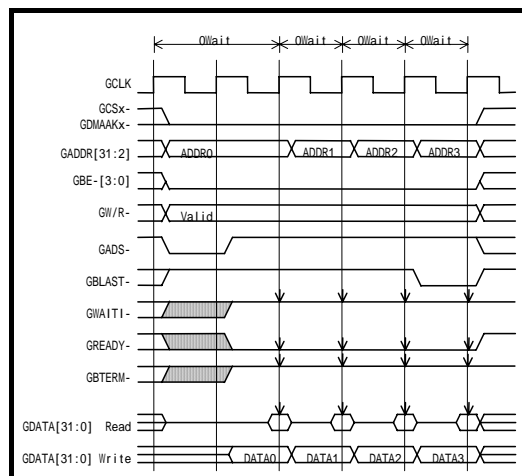 0Wait 0Wait 0Wait 0Wait
GCLK
GCSx-
GDMAAKx-
GADDR[31:2] ADDR0 ADDR1 ADDR2 ADDR3
GBE-[3:0]
GW/R- Valid
GADS-
GBLAST-
GWAITI-
GREADY-
GBTERM-
GDATA[31:0] Read
GDATA[31:0] Write DATA0 DATA1 DATA2 DATA3